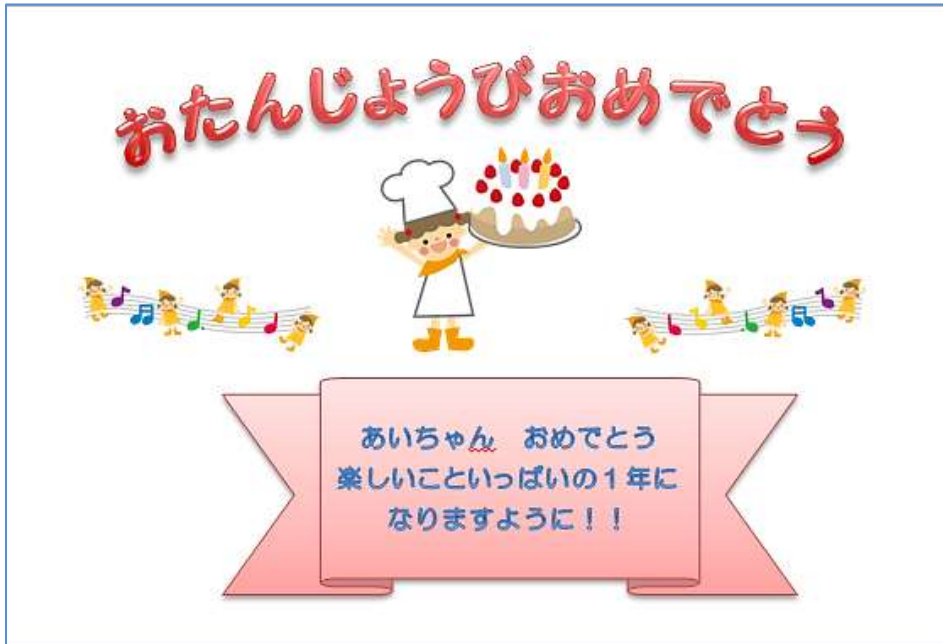 おたんじょうびおめでとう
あいちゃん　おめでとう
楽しいこといっぱいの１年に
なりますように！！